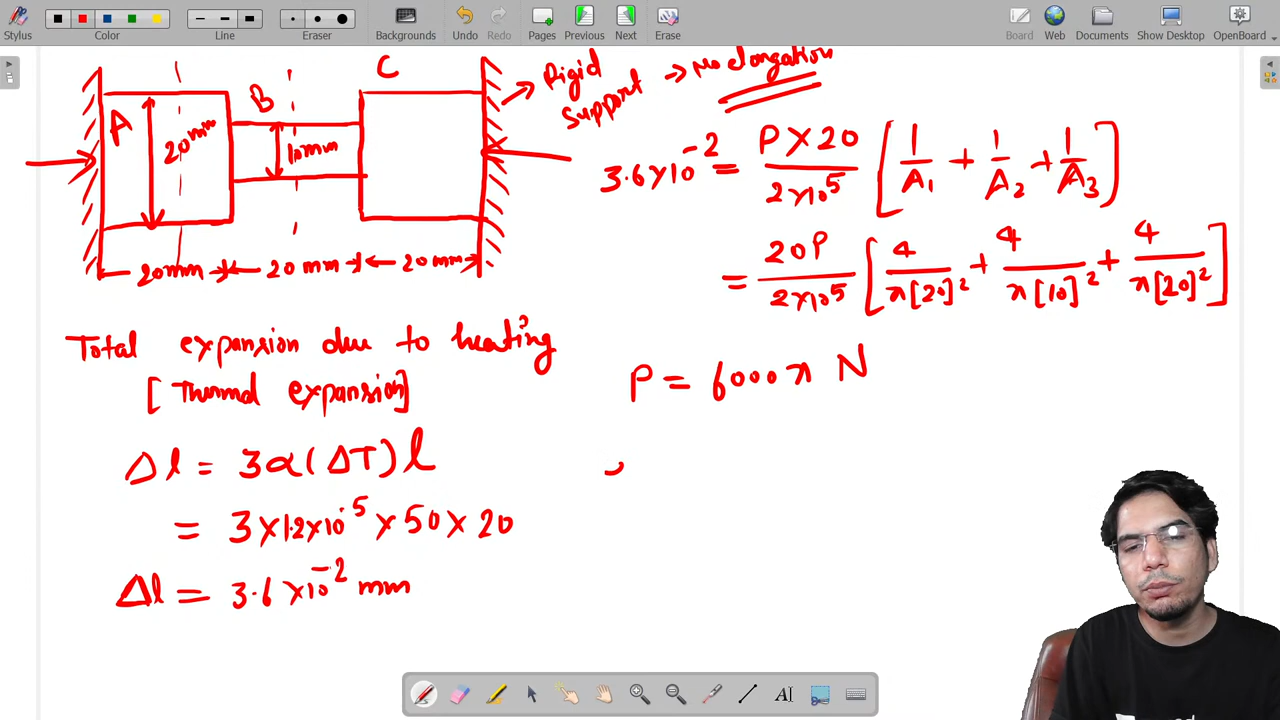 Stylus
Color
Line
Eraser
Backgrounds
Undo
Redo
Pages
Previous
Next
Erase
Board
Web
Documents
Show Desktop
OpenBoard
A
20mm
B
10mm
C
Rigid
Support
→ No elongation
20mm
20 mm
20 mm
3.6×10⁻² = P×20/2×10⁵ [1/A₁ + 1/A₂ + 1/A₃]
= 20P/2×10⁵ [4/π[20]² + 4/π[10]² + 4/π[20]²]
Total expansion due to heating
[Thermal expansion]
P = 6000π N
Δl = 3α(ΔT)l
= 3×1.2×10⁻⁵×50×20
Δl = 3.6×10⁻² mm